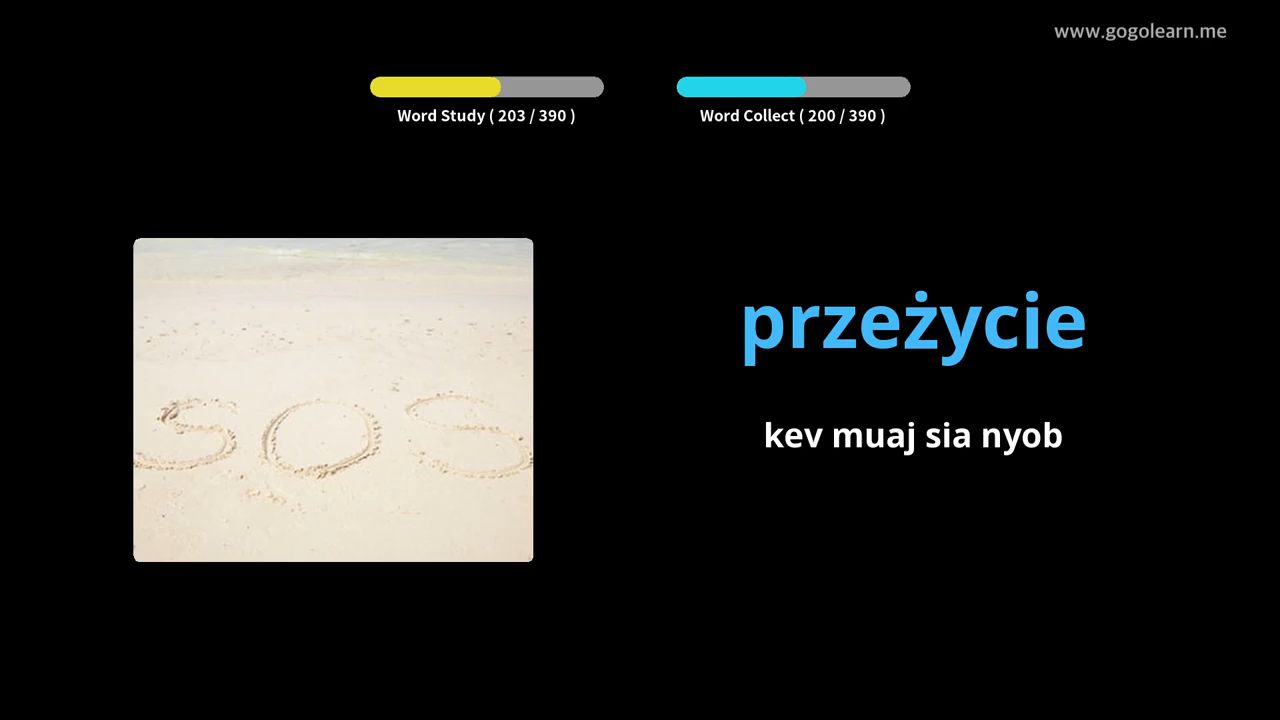 www.gogolearn.me
Word Study ( 203 / 390 )
Word Collect ( 200 / 390 )
SOS
przeżycie
kev muaj sia nyob